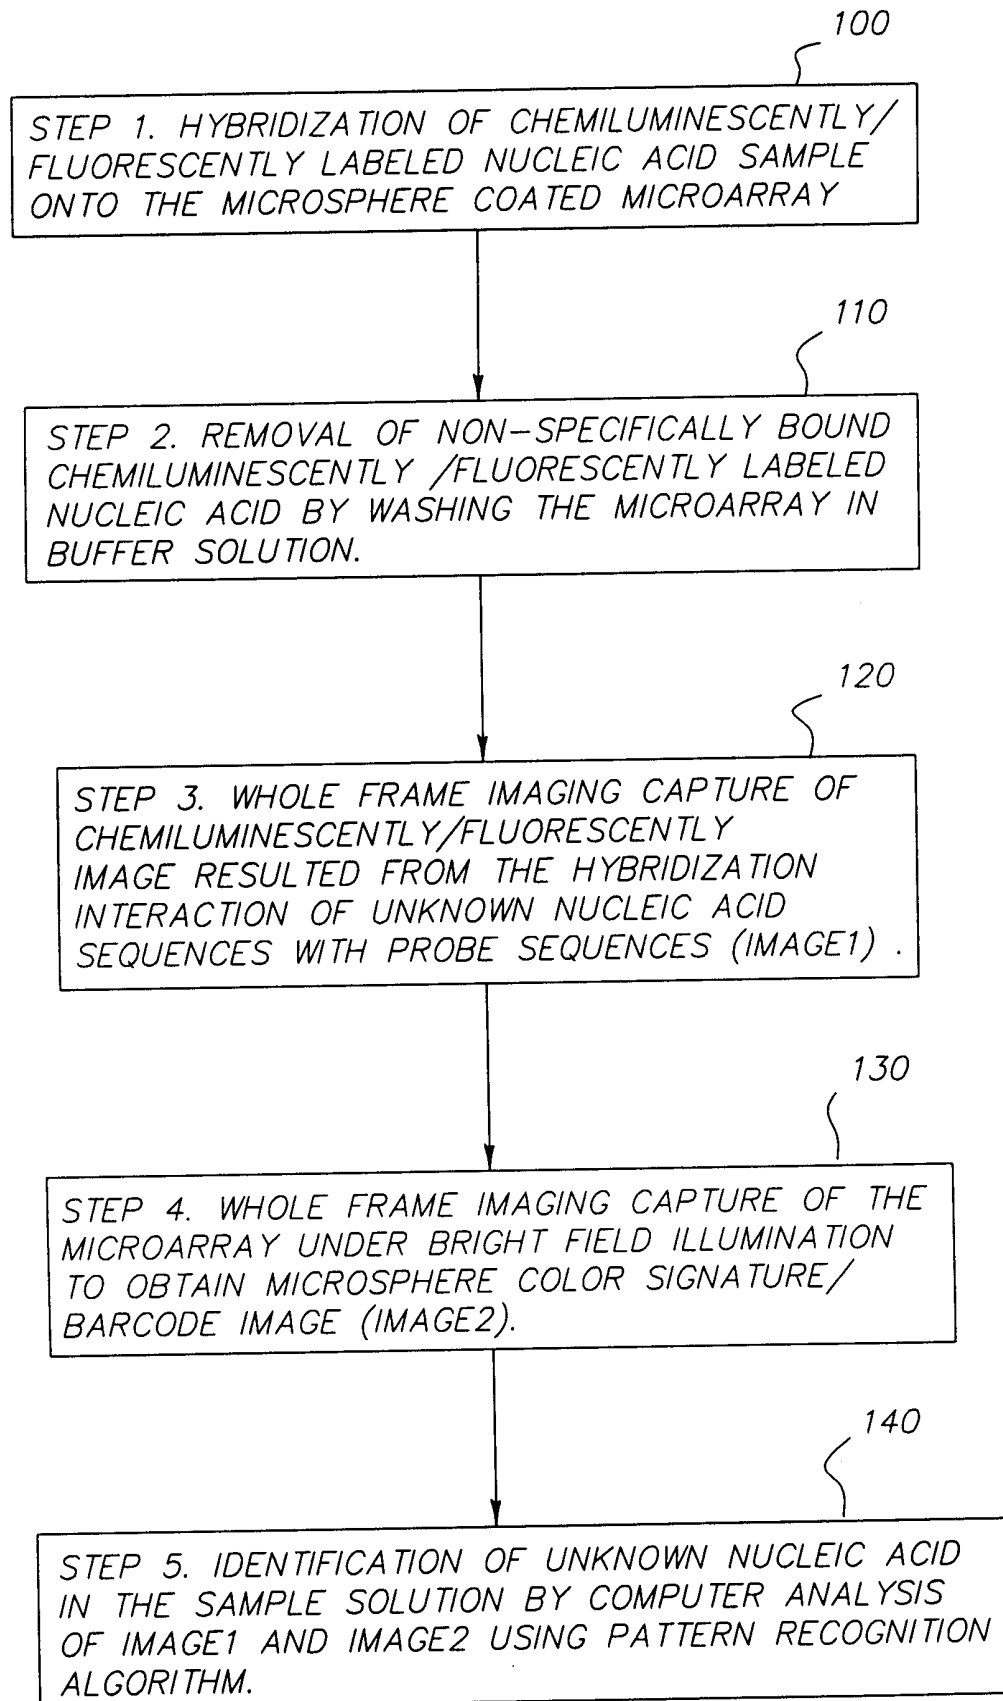 100
STEP 1. HYBRIDIZATION OF CHEMILUMINESCENTLY/
FLUORESCENTLY LABELED NUCLEIC ACID SAMPLE
ONTO THE MICROSPHERE COATED MICROARRAY
110
STEP 2. REMOVAL OF NON-SPECIFICALLY BOUND
CHEMILUMINESCENTLY /FLUORESCENTLY LABELED
NUCLEIC ACID BY WASHING THE MICROARRAY IN
BUFFER SOLUTION.
120
STEP 3. WHOLE FRAME IMAGING CAPTURE OF
CHEMILUMINESCENTLY/FLUORESCENTLY
IMAGE RESULTED FROM THE HYBRIDIZATION
INTERACTION OF UNKNOWN NUCLEIC ACID
SEQUENCES WITH PROBE SEQUENCES (IMAGE1) .
130
STEP 4. WHOLE FRAME IMAGING CAPTURE OF THE
MICROARRAY UNDER BRIGHT FIELD ILLUMINATION
TO OBTAIN MICROSPHERE COLOR SIGNATURE/
BARCODE IMAGE (IMAGE2).
140
STEP 5. IDENTIFICATION OF UNKNOWN NUCLEIC ACID
IN THE SAMPLE SOLUTION BY COMPUTER ANALYSIS
OF IMAGE1 AND IMAGE2 USING PATTERN RECOGNITION
ALGORITHM.